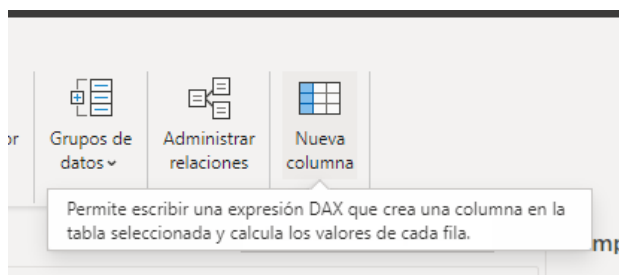 Grupos de
datos
Administrar
relaciones
Nueva
columna
Permite escribir una expresión DAX que crea una columna en la
tabla seleccionada y calcula los valores de cada fila.